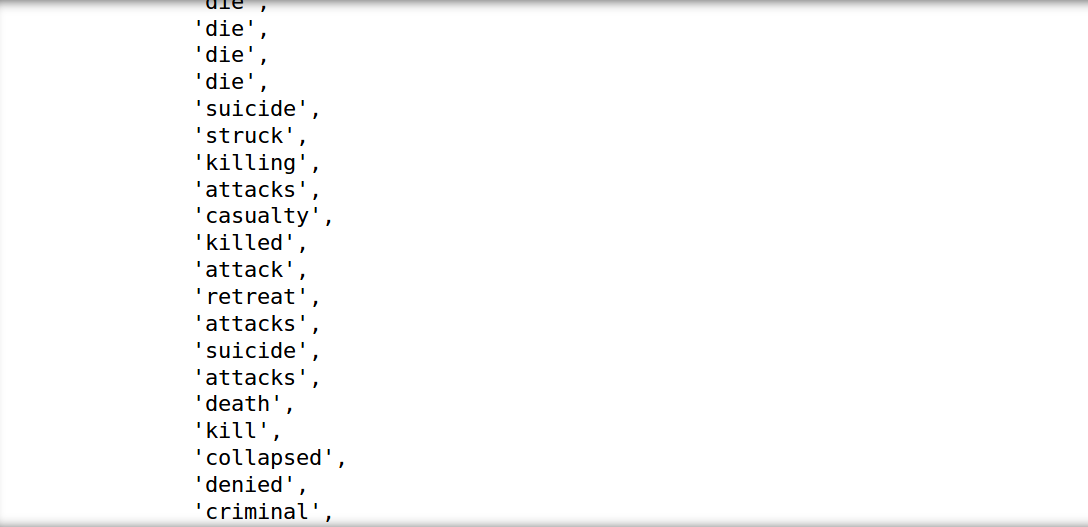 'die',
'die',
'die',
'die',
'suicide',
'struck',
'killing',
'attacks',
'casualty',
'killed',
'attack',
'retreat',
'attacks',
'suicide',
'attacks',
'death',
'kill',
'collapsed',
'denied',
'criminal',